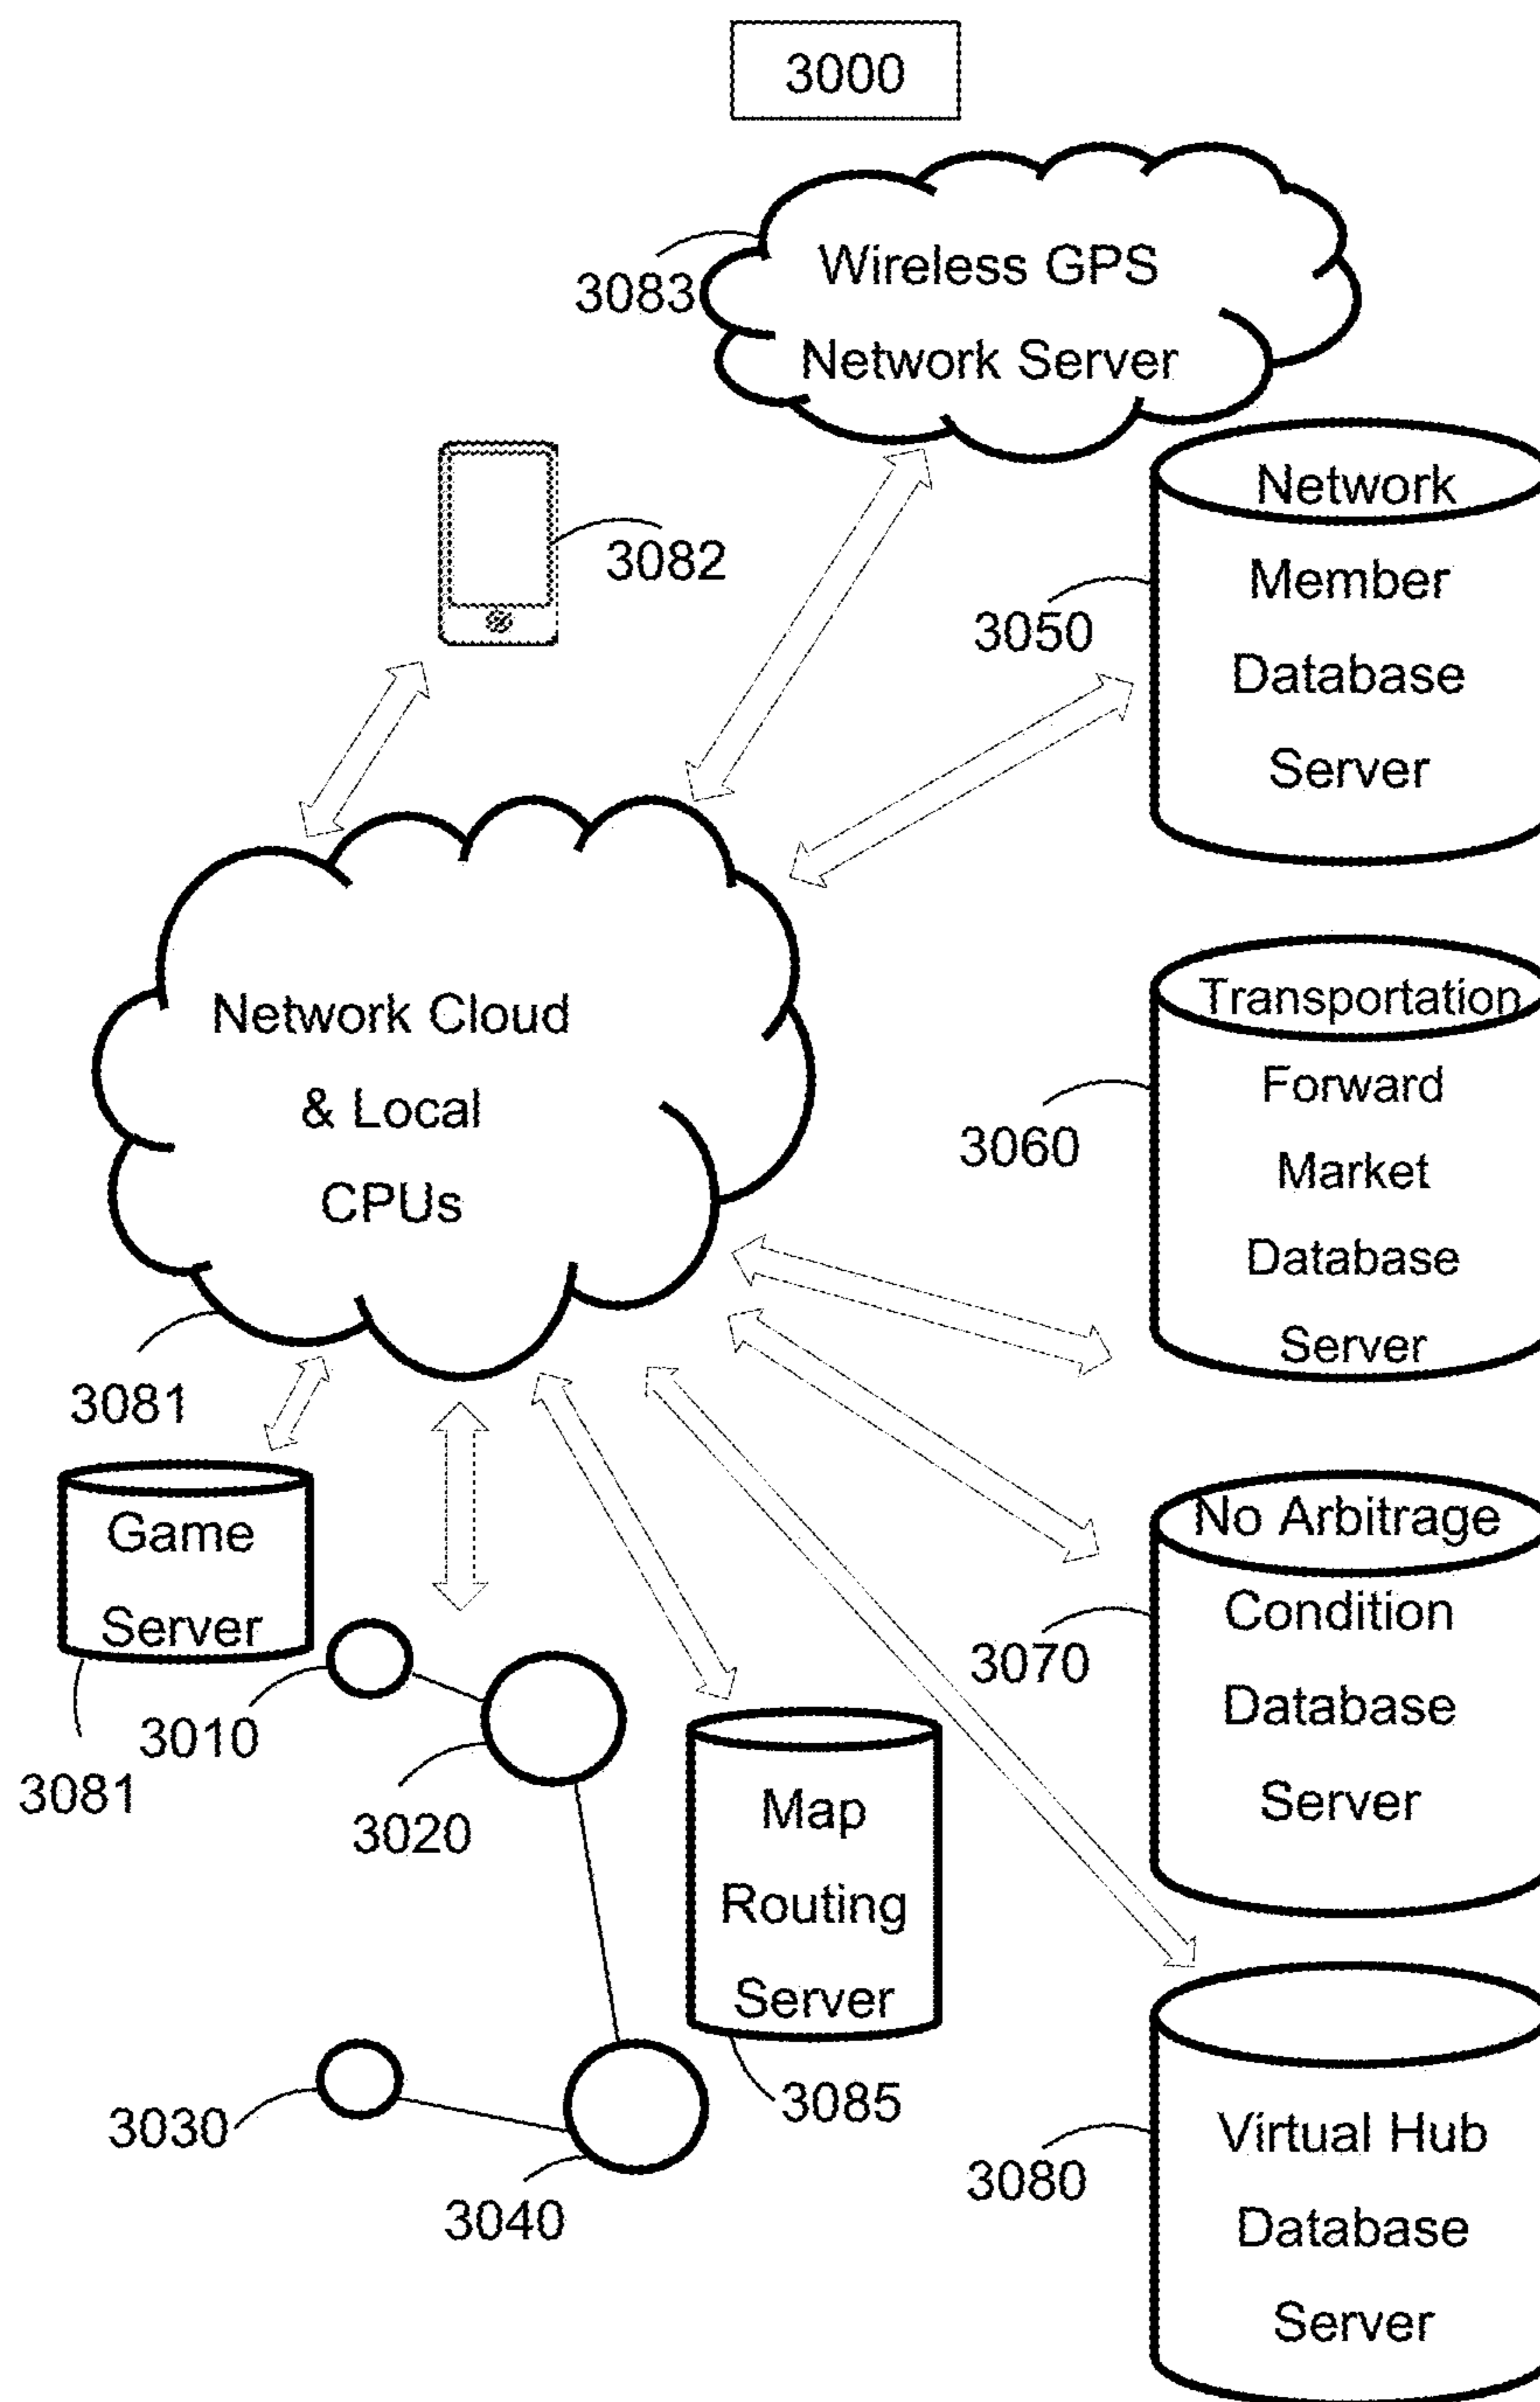 3000
Wireless GPS
Network Server
3083
3082
Network
Member
Database
Server
3050
Network Cloud
& Local
CPUs
3081
Transportation
Forward
Market
Database
Server
3060
Game
Server
3081
3010
3020
3030
3040
Map
Routing
Server
3085
No Arbitrage
Condition
Database
Server
3070
Virtual Hub
Database
Server
3080